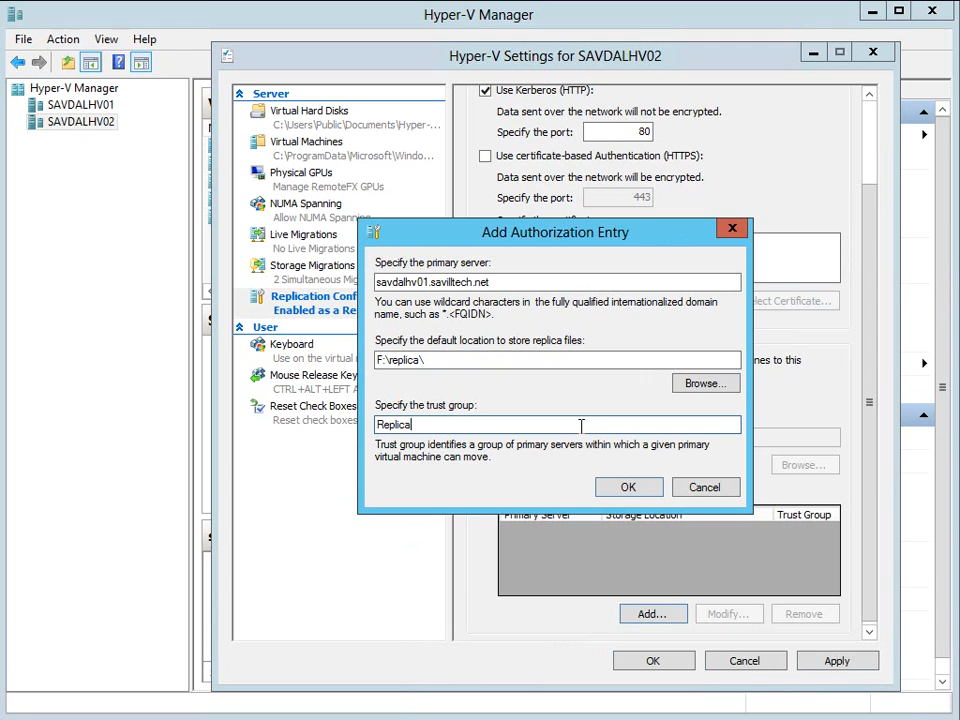 Hyper-V Manager
File Action View Help
Hyper-V Manager
SAVDALHV01
SAVDALHV02
Hyper-V Settings for SAVDALHV02
Server
Virtual Hard Disks
C:\Users\Public\Documents\Hyper-...
Virtual Machines
C:\ProgramData\Microsoft\Windo...
Physical GPUs
Manage RemoteFX GPUs
NUMA Spanning
Allow NUMA Spanning
Live Migrations
No Live Migrations
Storage Migrations
2 Simultaneous Mi
Replication Conf
Enabled as a Re
User
Keyboard
Use on the virtual
Mouse Release Key
CTRL+ALT+LEFT
Reset Check Boxes
Reset check boxes
Use Kerberos (HTTP):
Data sent over the network will not be encrypted.
Specify the port: 80
Use certificate-based Authentication (HTTPS):
Data sent over the network will be encrypted.
Specify the port: 443
Add Authorization Entry
Specify the primary server:
savdalhv01.savilltech.net
You can use wildcard characters in the fully qualified internationalized domain
name, such as *.<FQIDN>.
Specify the default location to store replica files:
F:\replica\
Browse...
Specify the trust group:
Replica
Trust group identifies a group of primary servers within which a given primary
virtual machine can move.
OK Cancel
lect Certificate...
nes to this
Browse...
Primary Server Storage Location Trust Group
Add... Modify... Remove
OK Cancel Apply